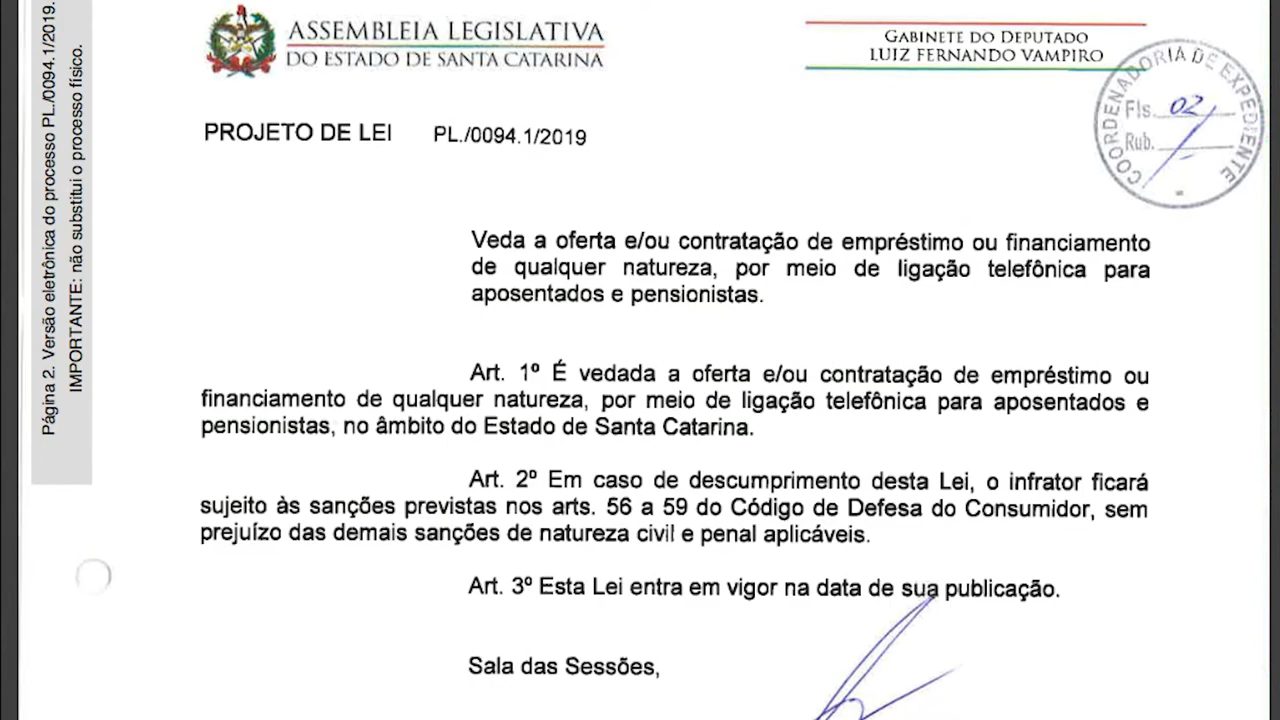 Página 2. Versão eletrônica do processo PL./0094.1/2019.
IMPORTANTE: não substitui o processo físico.
ASSEMBLEIA LEGISLATIVA
DO ESTADO DE SANTA CATARINA
GABINETE DO DEPUTADO
LUIZ FERNANDO VAMPIRO
COORDENADORIA DE EXPEDIENTE
Fls. 02
Rub.
PROJETO DE LEI PL./0094.1/2019
Veda a oferta e/ou contratação de empréstimo ou financiamento
de qualquer natureza, por meio de ligação telefônica para
aposentados e pensionistas.
Art. 1º É vedada a oferta e/ou contratação de empréstimo ou
financiamento de qualquer natureza, por meio de ligação telefônica para aposentados e
pensionistas, no âmbito do Estado de Santa Catarina.
Art. 2º Em caso de descumprimento desta Lei, o infrator ficará
sujeito às sanções previstas nos arts. 56 a 59 do Código de Defesa do Consumidor, sem
prejuízo das demais sanções de natureza civil e penal aplicáveis.
Art. 3º Esta Lei entra em vigor na data de sua publicação.
Sala das Sessões,